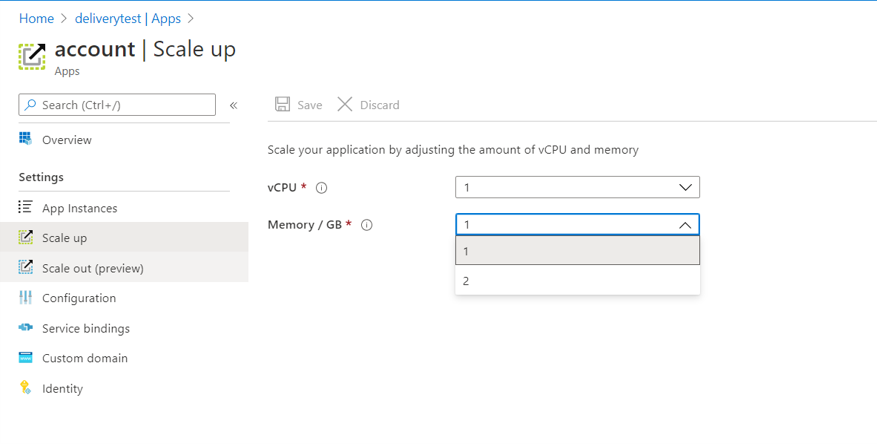 Home > deliverytest | Apps >
account | Scale up
Apps
Search (Ctrl+/) «
Save Discard
Overview
Scale your application by adjusting the amount of vCPU and memory
Settings
vCPU * 1
App Instances
Memory / GB * 1
Scale up
1
Scale out (preview)
2
Configuration
Service bindings
Custom domain
Identity